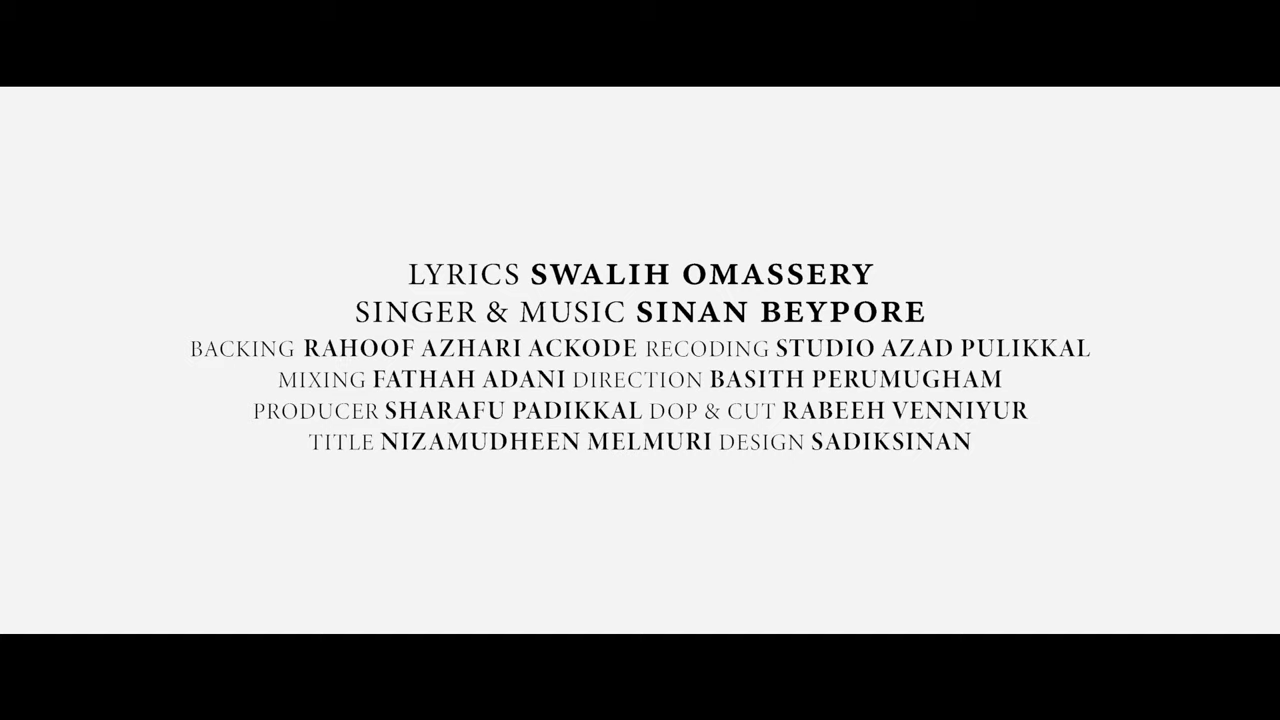 LYRICS SWALIH OMASSERY
SINGER & MUSIC SINAN BEYPORE
BACKING RAHOOF AZHARI ACKODE RECODING STUDIO AZAD PULIKKAL
MIXING FATHAH ADANI DIRECTION BASITH PERUMUGHAM
PRODUCER SHARAFU PADIKKAL DOP & CUT RABEEH VENNIYUR
TITLE NIZAMUDHEEN MELMURI DESIGN SADIKSINAN